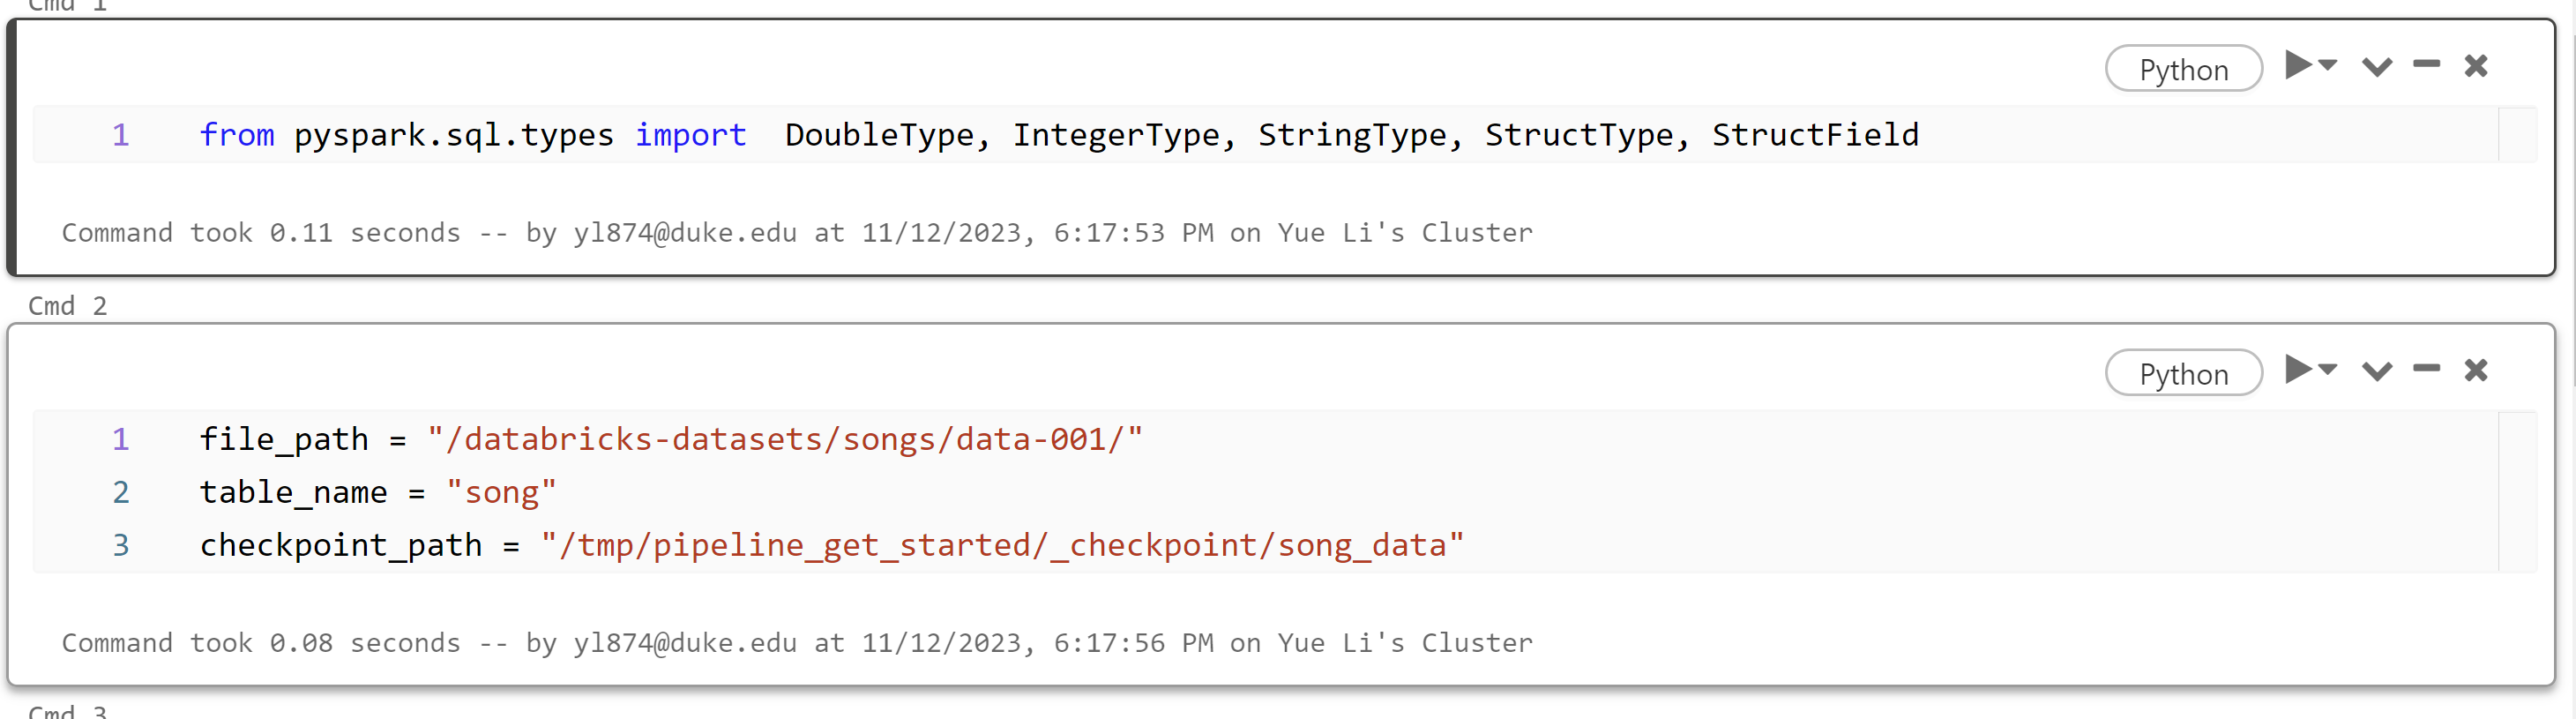 Cmd 1
Python
1 from pyspark.sql.types import  DoubleType, IntegerType, StringType, StructType, StructField
Command took 0.11 seconds -- by yl874@duke.edu at 11/12/2023, 6:17:53 PM on Yue Li's Cluster
Cmd 2
Python
1 file_path = "/databricks-datasets/songs/data-001/"
2 table_name = "song"
3 checkpoint_path = "/tmp/pipeline_get_started/_checkpoint/song_data"
Command took 0.08 seconds -- by yl874@duke.edu at 11/12/2023, 6:17:56 PM on Yue Li's Cluster
Cmd 3